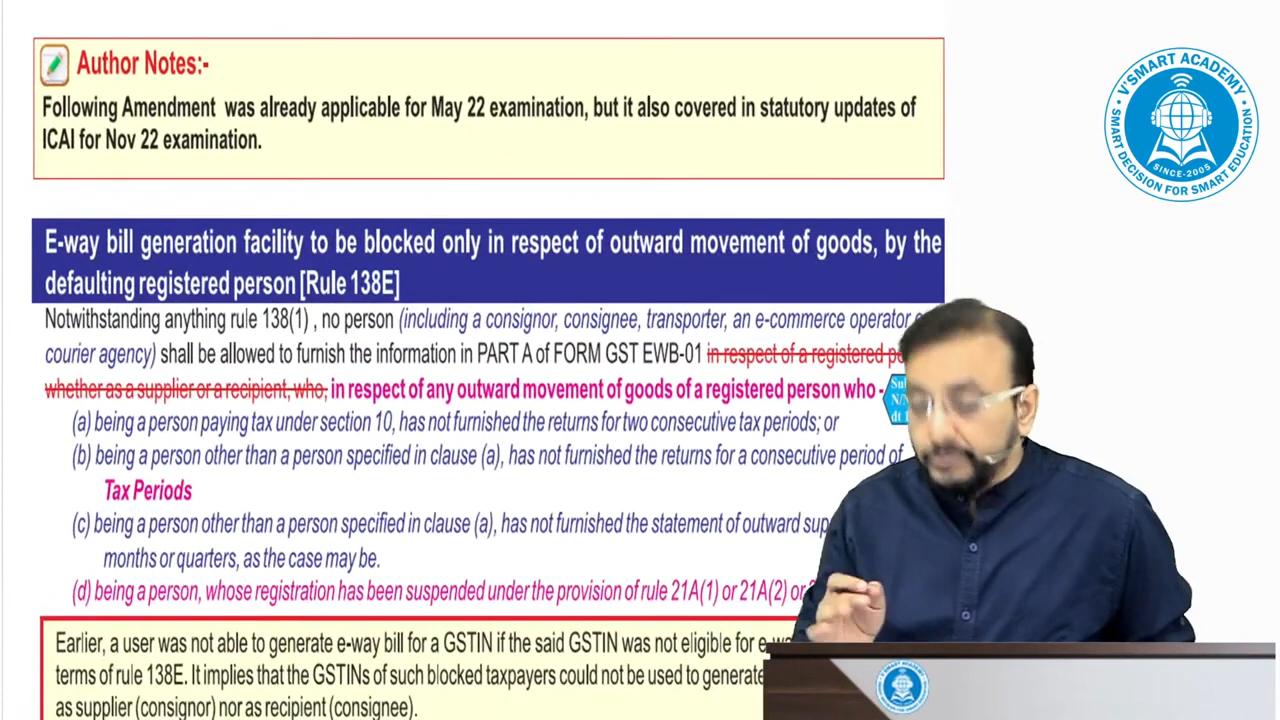 Author Notes:-
Following Amendment was already applicable for May 22 examination, but it also covered in statutory updates of
ICAI for Nov 22 examination.
V'SMART ACADEMY
SINCE-2005
SMART DECISION FOR SMART EDUCATION
E-way bill generation facility to be blocked only in respect of outward movement of goods, by the
defaulting registered person [Rule 138E]
Notwithstanding anything rule 138(1) , no person (including a consignor, consignee, transporter, an e-commerce operator
courier agency) shall be allowed to furnish the information in PART A of FORM GST EWB-01 in respect of a registered
whether as a supplier or a recipient, who, in respect of any outward movement of goods of a registered person who -
(a) being a person paying tax under section 10, has not furnished the returns for two consecutive tax periods; or
(b) being a person other than a person specified in clause (a), has not furnished the returns for a consecutive period of
Tax Periods
(c) being a person other than a person specified in clause (a), has not furnished the statement of outward
months or quarters, as the case may be.
(d) being a person, whose registration has been suspended under the provision of rule 21A(1) or 21A(2) or
Earlier, a user was not able to generate e-way bill for a GSTIN if the said GSTIN was not eligible for
terms of rule 138E. It implies that the GSTINs of such blocked taxpayers could not be used to generate
as supplier (consignor) nor as recipient (consignee).